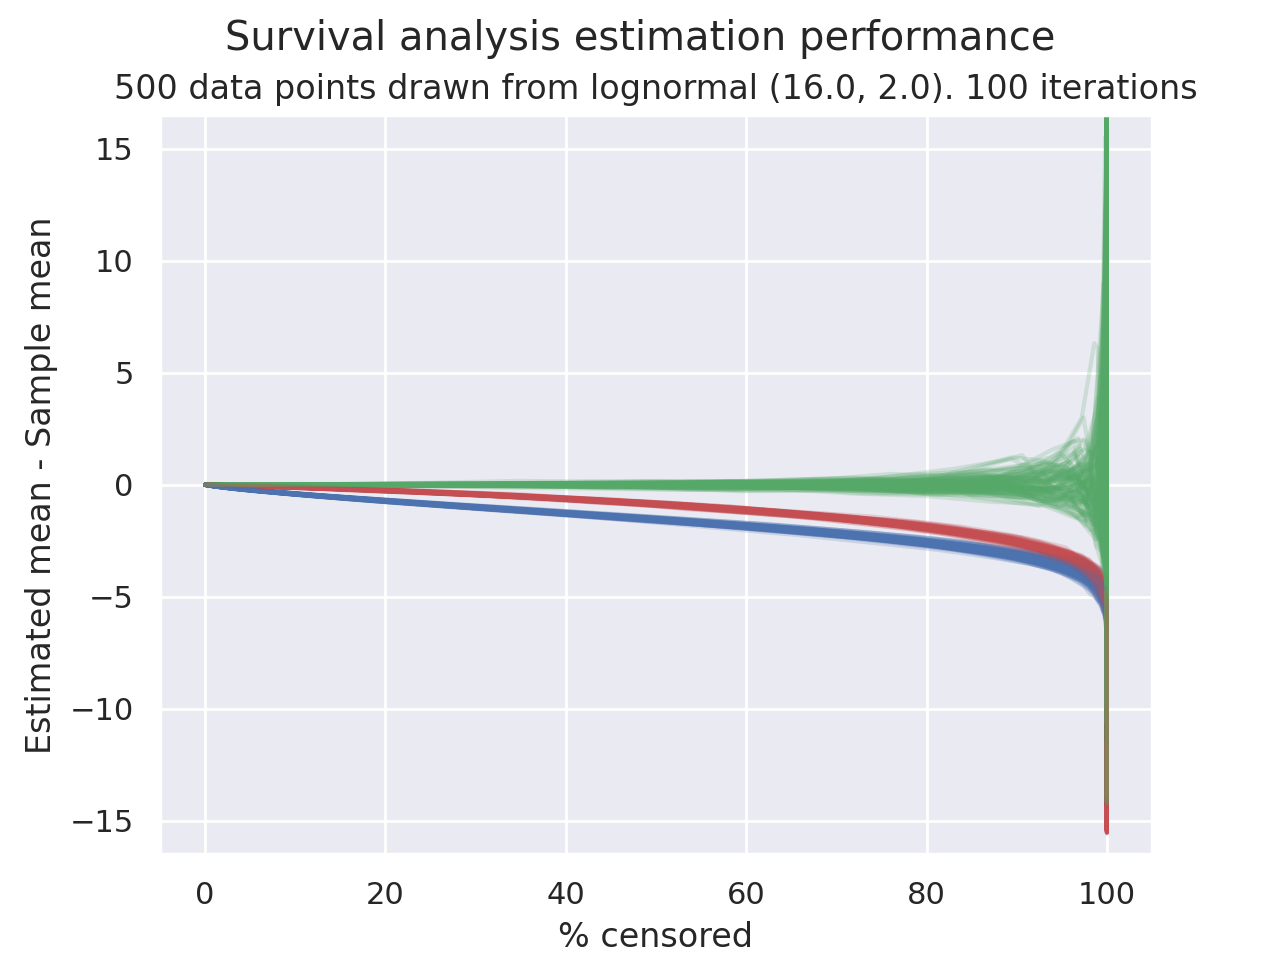 Survival analysis estimation performance
500 data points drawn from lognormal (16.0, 2.0). 100 iterations
Estimated mean - Sample mean
15
10
5
0
−5
−10
−15
0 20 40 60 80 100
% censored